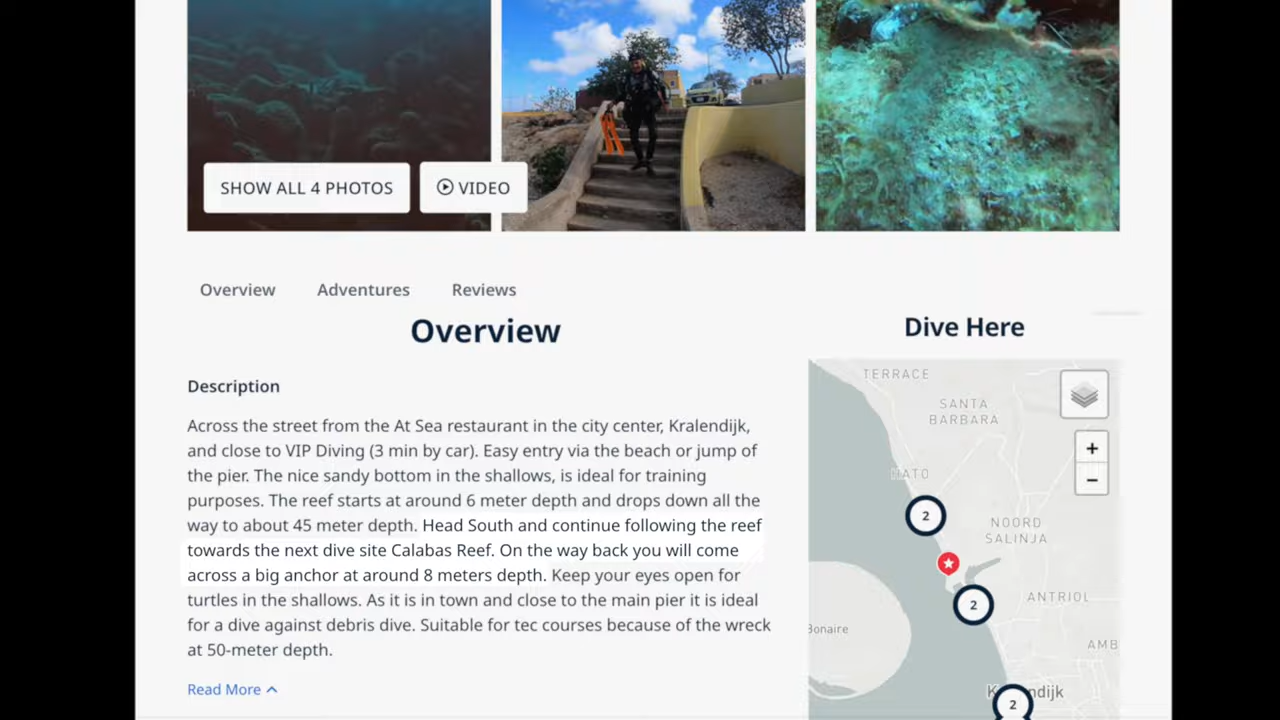 SHOW ALL 4 PHOTOS
VIDEO
Overview
Adventures
Reviews
Overview
Description
Across the street from the At Sea restaurant in the city center, Kralendijk,
and close to VIP Diving (3 min by car). Easy entry via the beach or jump of
the pier. The nice sandy bottom in the shallows, is ideal for training
purposes. The reef starts at around 6 meter depth and drops down all the
way to about 45 meter depth. Head South and continue following the reef
towards the next dive site Calabas Reef. On the way back you will come
across a big anchor at around 8 meters depth. Keep your eyes open for
turtles in the shallows. As it is in town and close to the main pier it is ideal
for a dive against debris dive. Suitable for tec courses because of the wreck
at 50-meter depth.
Read More
Dive Here
TERRACE
SANTA
BARBARA
+
−
HATO
2
NOORD
SALINJA
2
ANTRIOL
Bonaire
AMB
2